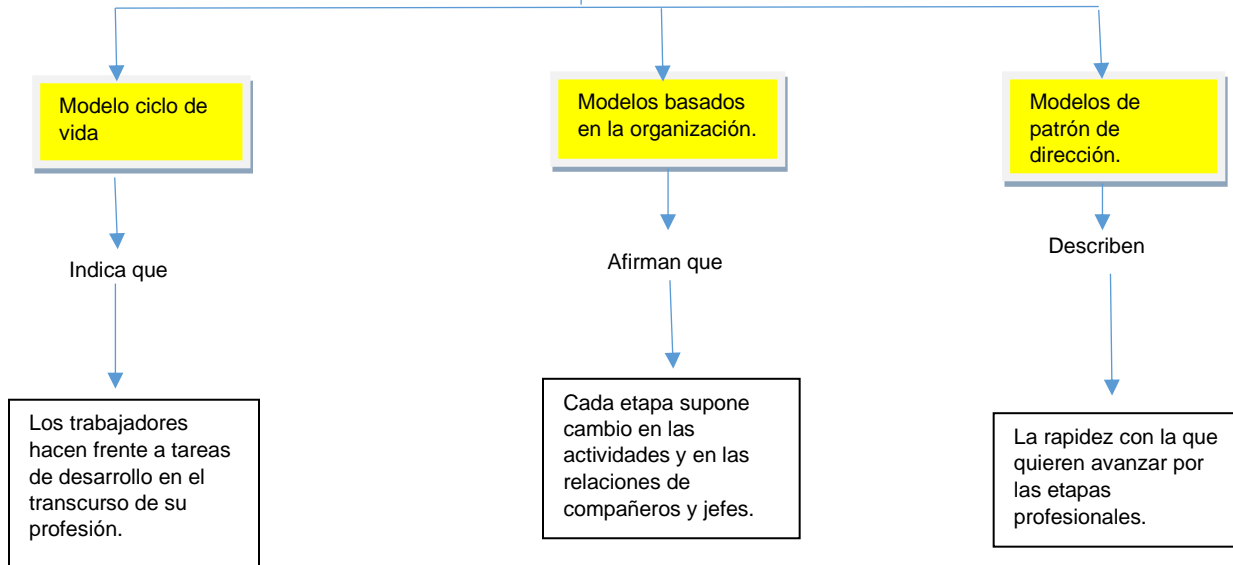 Modelo ciclo de
vida
Modelos basados
en la organización.
Modelos de
patrón de
dirección.
Indica que
Afirman que
Describen
Los trabajadores
hacen frente a tareas
de desarrollo en el
transcurso de su
profesión.
Cada etapa supone
cambio en las
actividades y en las
relaciones de
compañeros y jefes.
La rapidez con la que
quieren avanzar por
las etapas
profesionales.